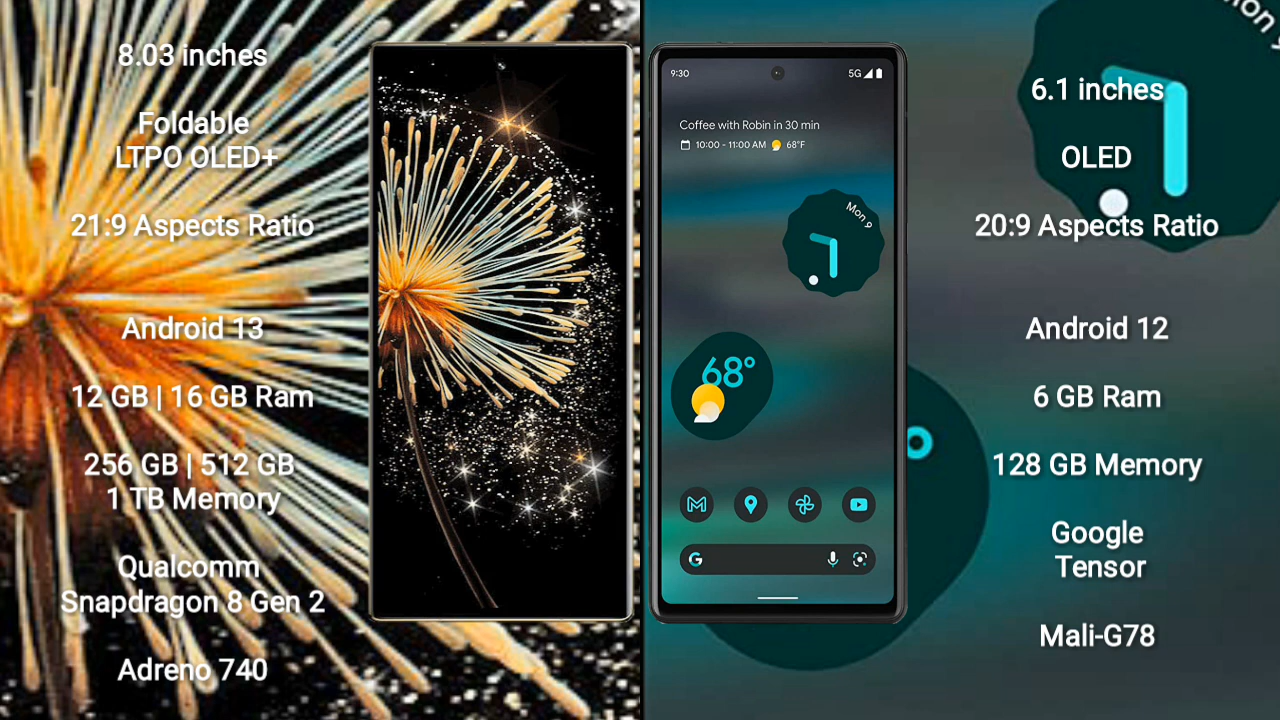 8.03 inches
Foldable
LTPO OLED+
21:9 Aspects Ratio
Android 13
12 GB | 16 GB Ram
256 GB | 512 GB
1 TB Memory
Qualcomm
Snapdragon 8 Gen 2
Adreno 740
9:30
5G
Coffee with Robin in 30 min
10:00 - 11:00 AM 68°F
Mon 9
68°
G
Mon 9
6.1 inches
OLED
20:9 Aspects Ratio
Android 12
6 GB Ram
128 GB Memory
Google
Tensor
Mali-G78